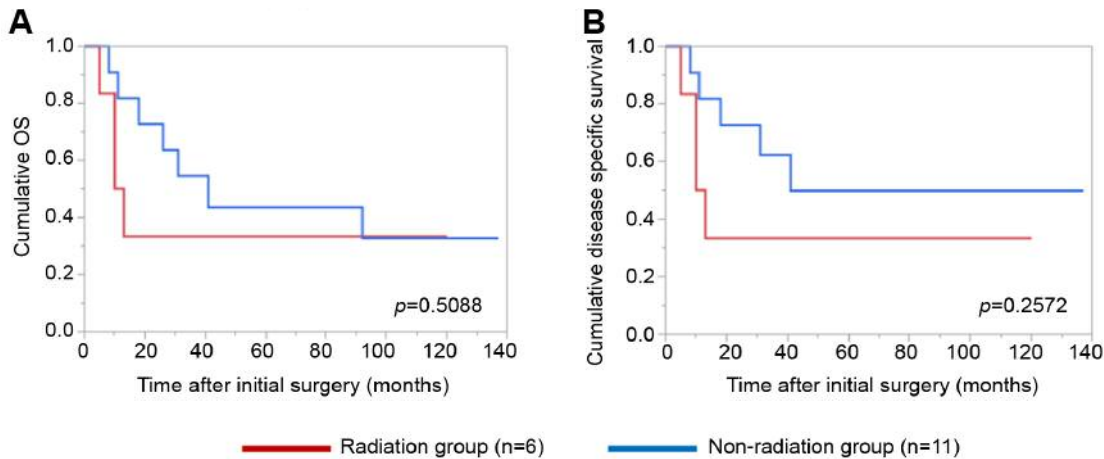 A
B
Cumulative OS
1.0
0.8
0.6
0.4
0.2
0.0
p=0.5088
0 20 40 60 80 100 120 140
Time after initial surgery (months)
Cumulative disease specific survival
1.0
0.8
0.6
0.4
0.2
0.0
p=0.2572
0 20 40 60 80 100 120 140
Time after initial surgery (months)
Radiation group (n=6)
Non-radiation group (n=11)